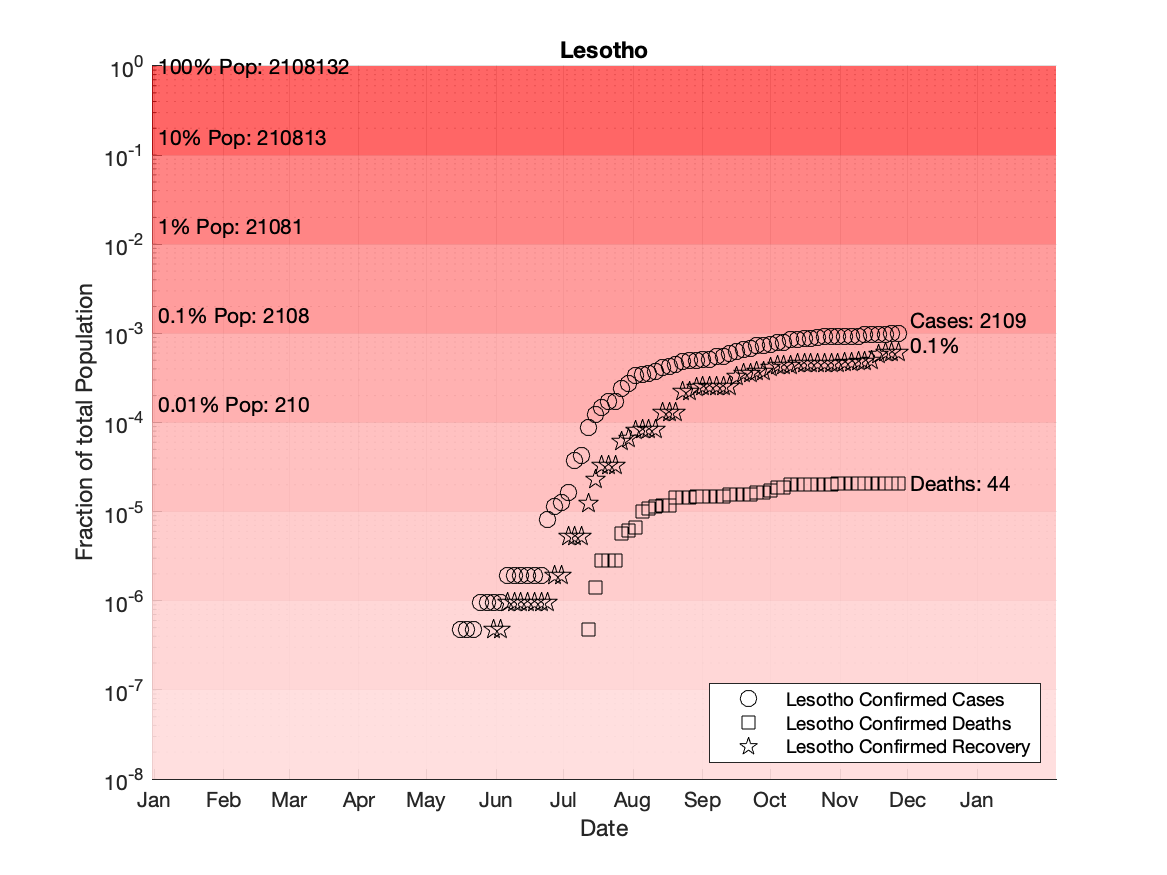 Lesotho
10^0
100% Pop: 2108132
10% Pop: 210813
10^-1
1% Pop: 21081
10^-2
0.1% Pop: 2108
10^-3
Cases: 2109
0.1%
0.01% Pop: 210
10^-4
Deaths: 44
10^-5
10^-6
10^-7
10^-8
Fraction of total Population
Lesotho Confirmed Cases
Lesotho Confirmed Deaths
Lesotho Confirmed Recovery
Jan Feb Mar Apr May Jun Jul Aug Sep Oct Nov Dec Jan
Date